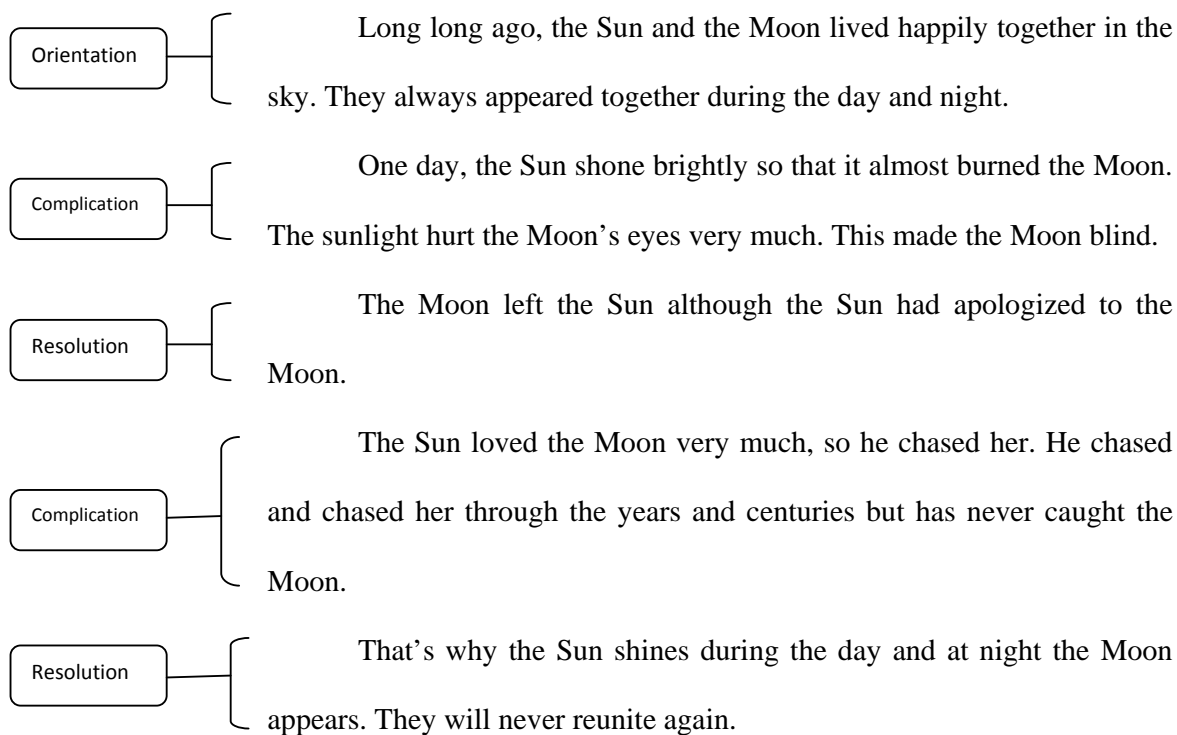 Orientation
Long long ago, the Sun and the Moon lived happily together in the
sky. They always appeared together during the day and night.
Complication
One day, the Sun shone brightly so that it almost burned the Moon.
The sunlight hurt the Moon’s eyes very much. This made the Moon blind.
Resolution
The Moon left the Sun although the Sun had apologized to the
Moon.
Complication
The Sun loved the Moon very much, so he chased her. He chased
and chased her through the years and centuries but has never caught the
Moon.
Resolution
That’s why the Sun shines during the day and at night the Moon
appears. They will never reunite again.